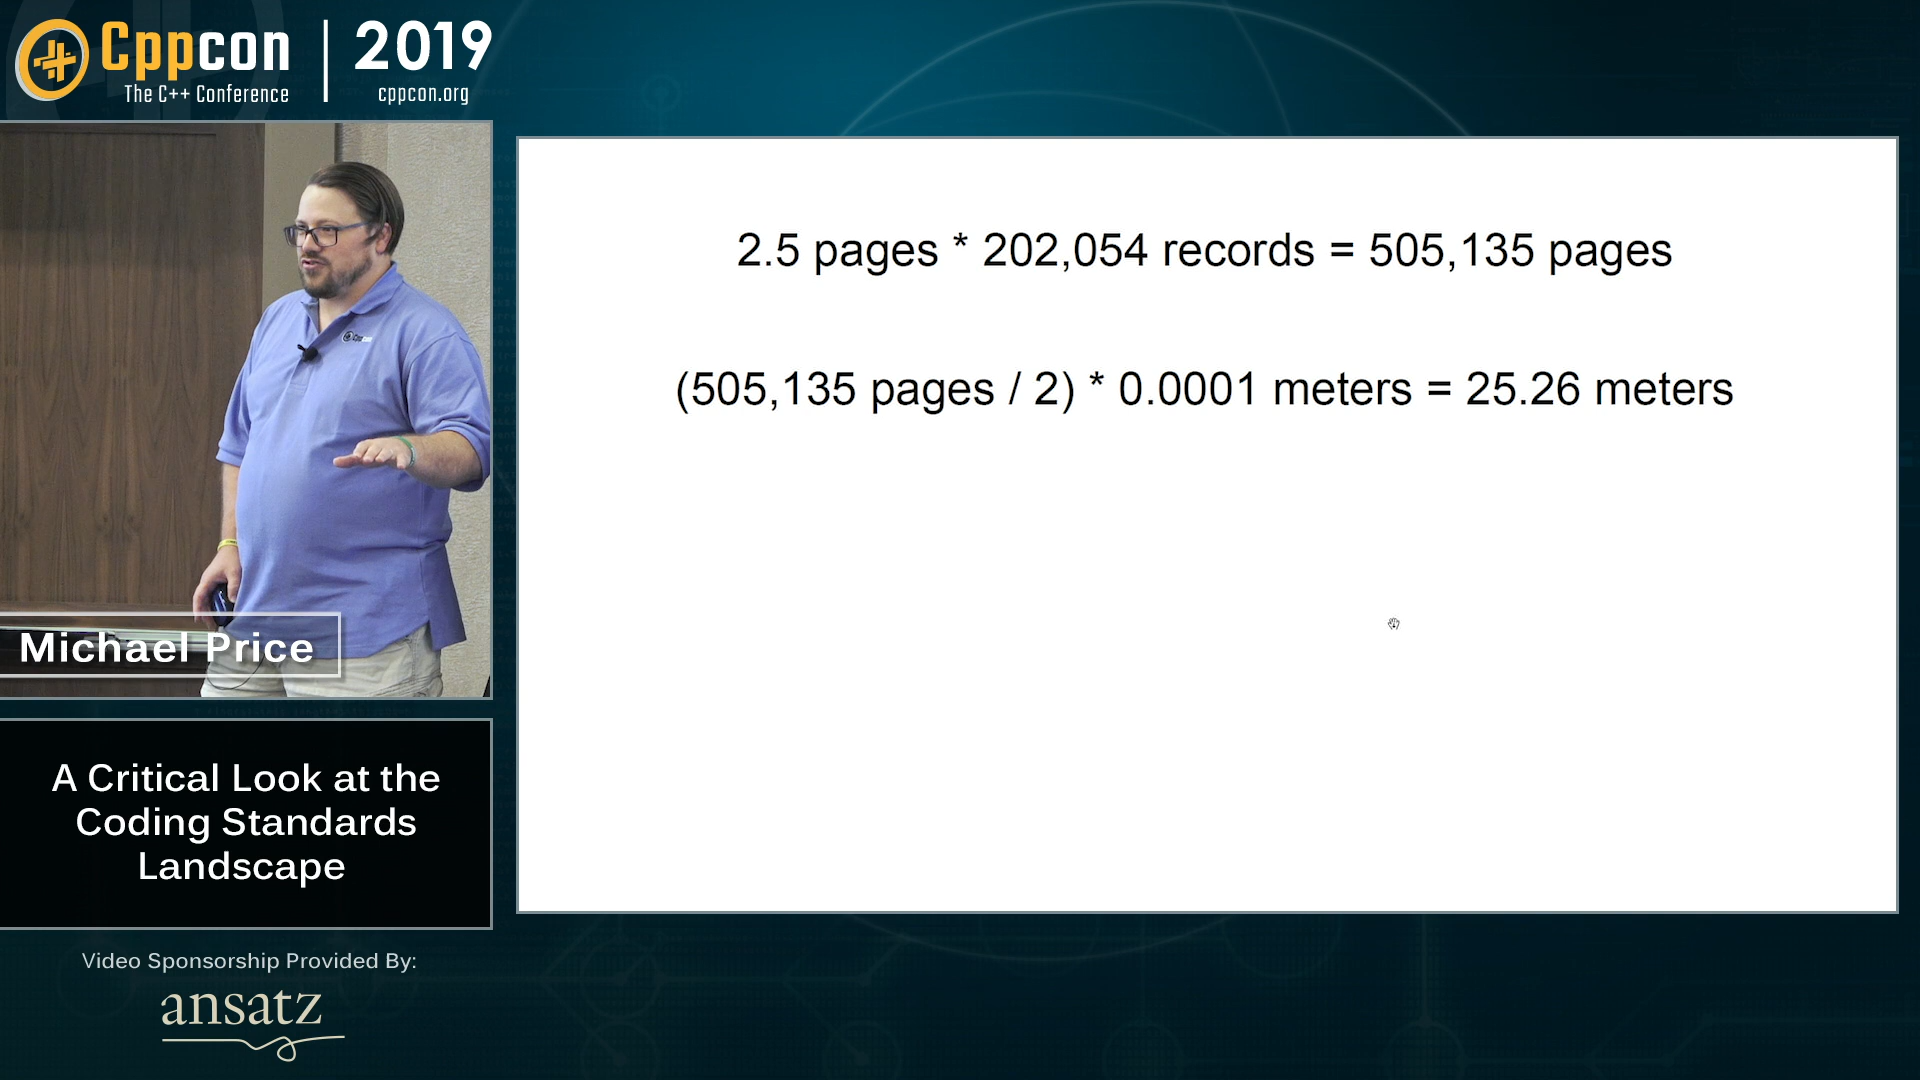 Cppcon
The C++ Conference
2019
cppcon.org
2.5 pages * 202,054 records = 505,135 pages
(505,135 pages / 2) * 0.0001 meters = 25.26 meters
Cppcon
Michael Price
A Critical Look at the
Coding Standards
Landscape
Video Sponsorship Provided By:
ansatz